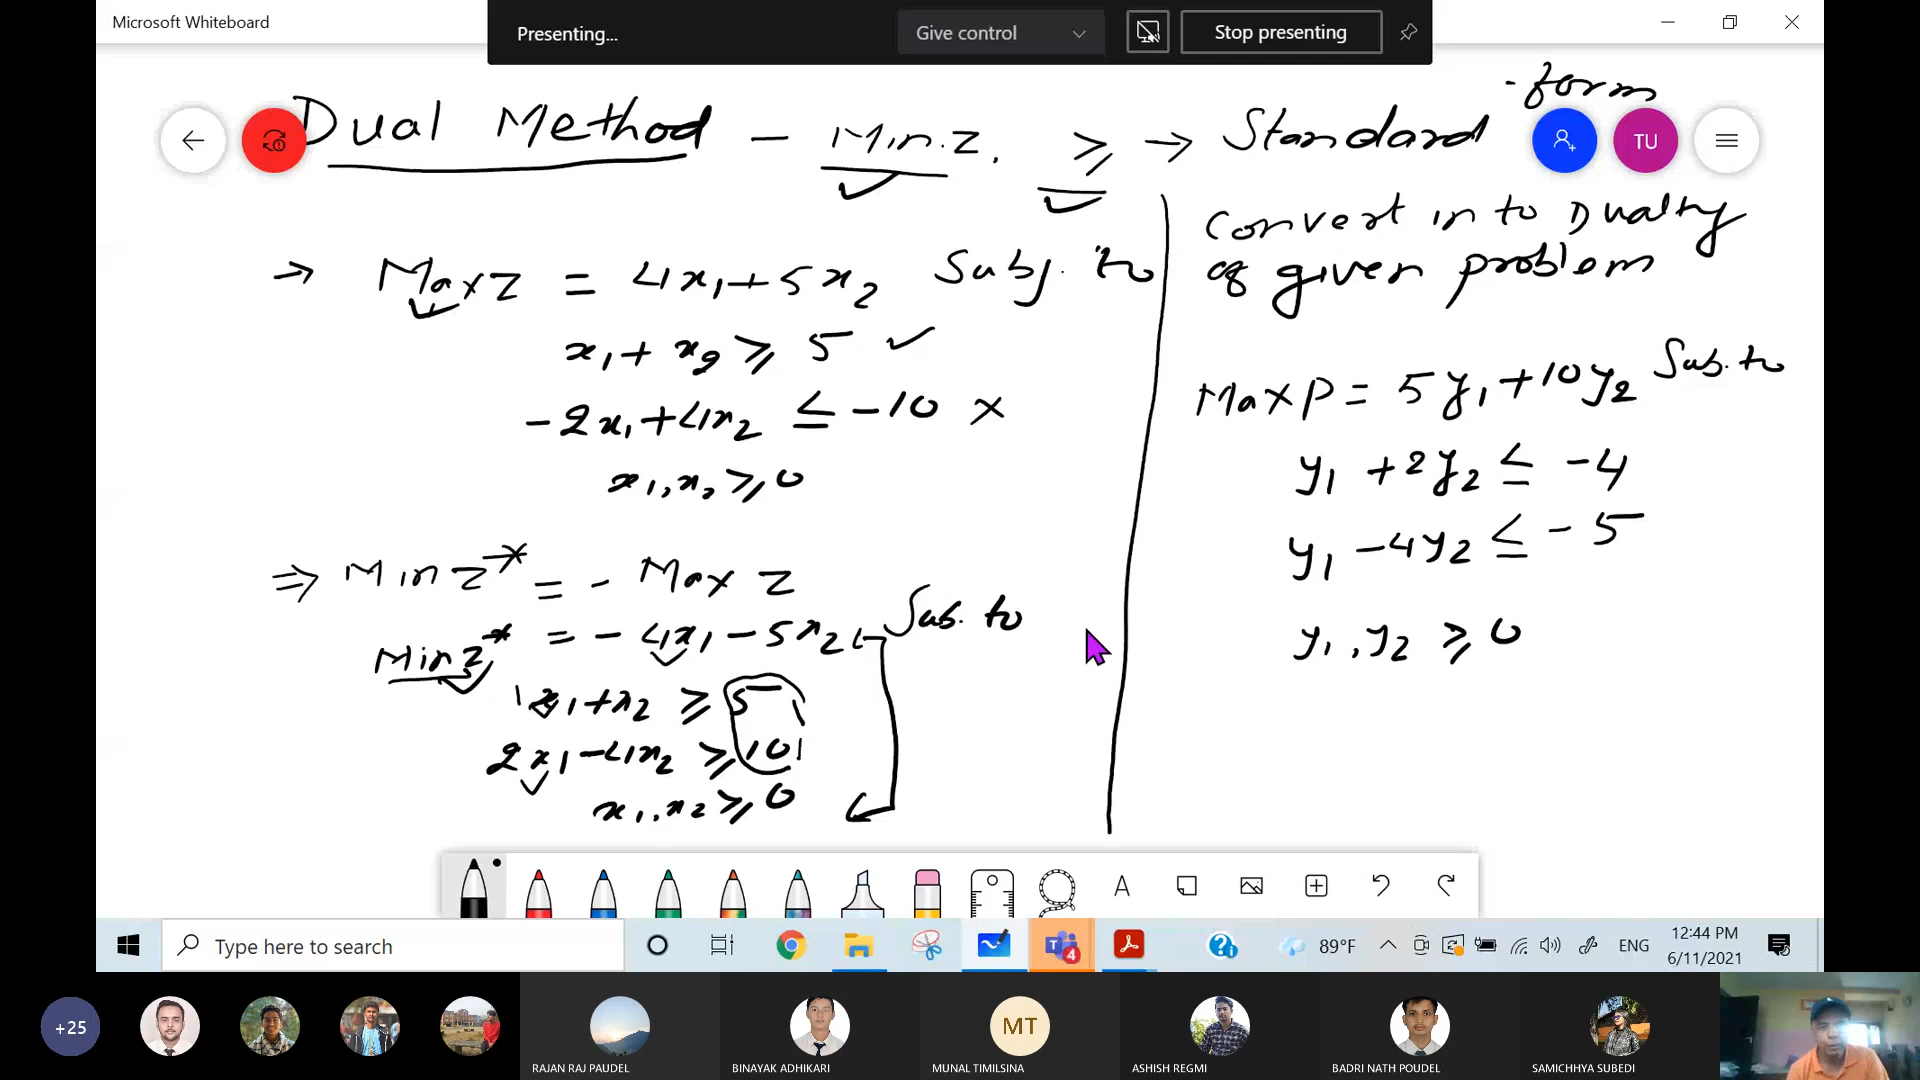 Microsoft Whiteboard
Presenting...
Give control
Stop presenting
Dual Method - Min.Z. ≥ → Standard -form
TU
→ Max Z = 4x₁ + 5x₂ Subj. to
x₁ + x₂ ≥ 5 ✓
-2x₁ + 4x₂ ≤ -10 ×
x₁, x₂ ≥ 0
⇒ Min Z* = - Max Z
Min Z* = - 4x₁ - 5x₂ Sub. to
1x₁ + x₂ ≥ 5
2x₁ - 4x₂ ≥ 10
x₁, x₂ ≥ 0
Convert in to Duality
of given problem
Max P = 5y₁ + 10y₂ Sub. to
y₁ + 2y₂ ≤ -4
y₁ - 4y₂ ≤ -5
y₁, y₂ ≥ 0
Type here to search
4
89°F
ENG
12:44 PM
6/11/2021
+25
MT
RAJAN RAJ PAUDEL
BINAYAK ADHIKARI
MUNAL TIMILSINA
ASHISH REGMI
BADRI NATH POUDEL
SAMICHHYA SUBEDI